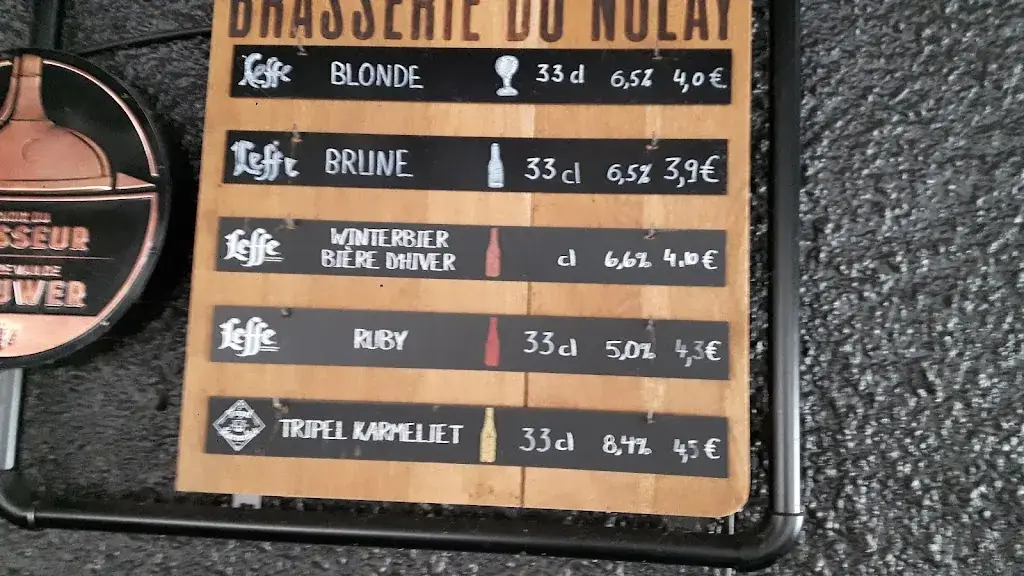 BRASSERIE DU NOLAY
Leffe BLONDE 33 cl 6,5% 4,0€
Leffe BRUNE 33 cl 6,5% 3,9€
Leffe WINTERBIER
BIÈRE D'HIVER cl 6,6% 4,10€
Leffe RUBY 33 cl 5,0% 4,3€
TRIPEL KARMELIET 33 cl 8,4% 4,5€
SSEUR
UWER